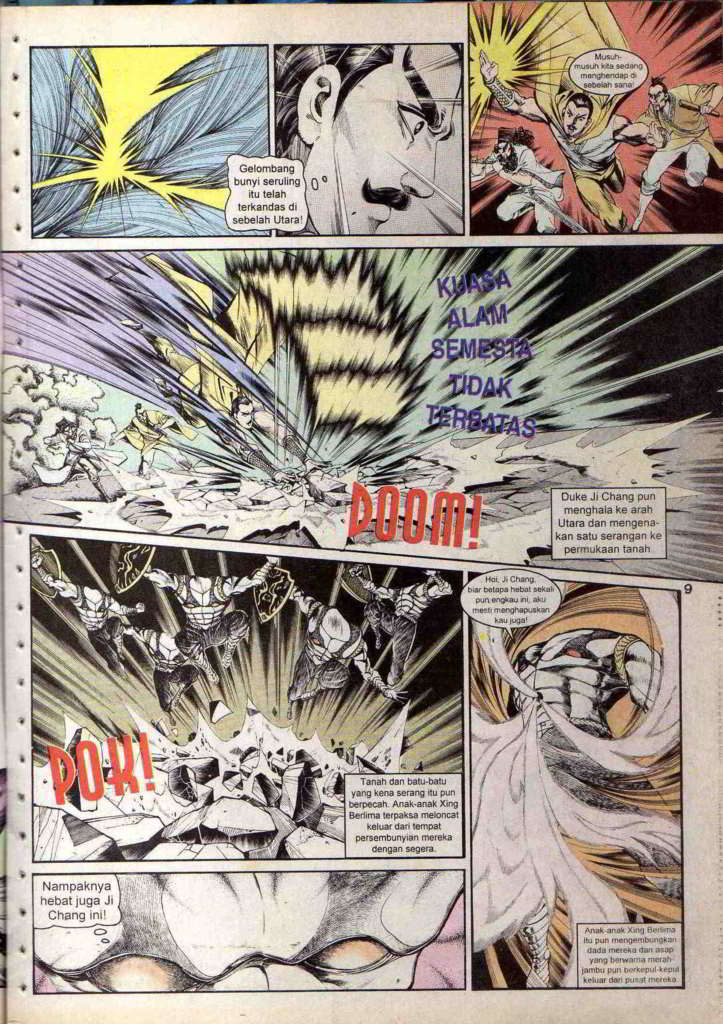 Gelombang
bunyi seruling
itu telah
terkandas di
sebelah Utara!
Musuh-
musuh kita sedang
menghendap di
sebelah sana!
KUASA
ALAM
SEMESTA
TIDAK
TERBATAS
DOOM!
Duke Ji Chang pun
menghala ke arah
Utara dan mengena-
kan satu serangan ke
permukaan tanah.
9
POK!
Tanah dan batu-batu
yang kena serang itu pun
berpecah. Anak-anak Xing
Berlima terpaksa meloncat
keluar dari tempat
persembunyian mereka
dengan segera.
Hoi, Ji Chang,
biar betapa hebat sekali
pun engkau ini, aku
mesti menghapuskan
kau juga!
Nampaknya
hebat juga Ji
Chang ini!
Anak-anak Xing Berlima
itu pun mengembungkan
dada mereka dan asap
yang berwarna merah-
jambu pun berkepul-kepul
keluar dari pusat mereka.